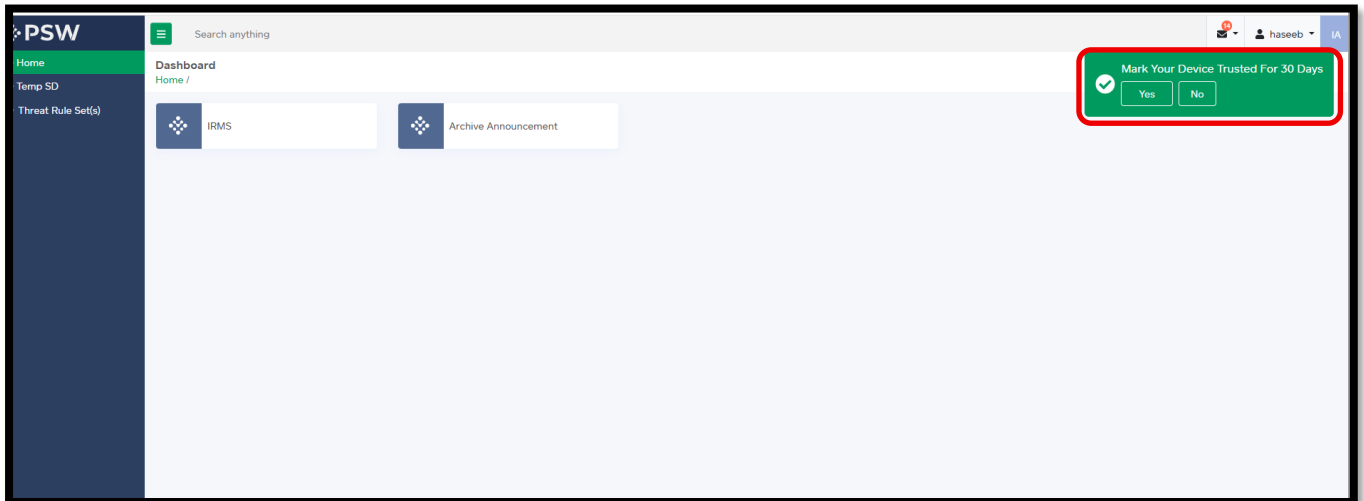 PSW
Search anything
14
haseeb
IA
Home
Temp SD
Threat Rule Set(s)
Dashboard
Home /
Mark Your Device Trusted For 30 Days
Yes No
IRMS
Archive Announcement